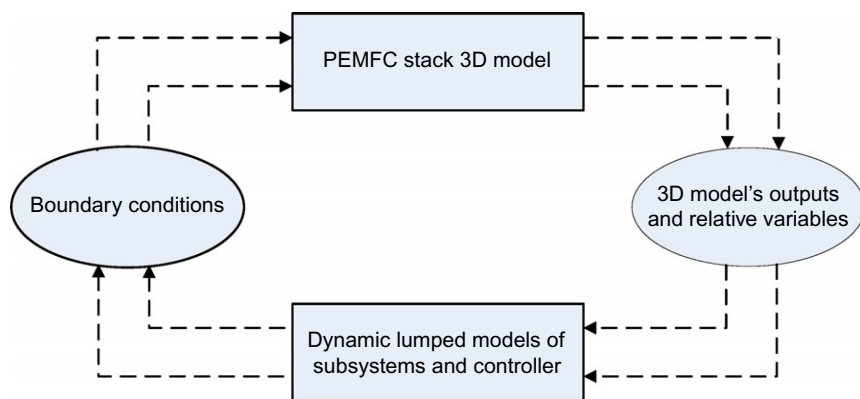 PEMFC stack 3D model
Boundary conditions
3D model’s outputs
and relative variables
Dynamic lumped models of
subsystems and controller